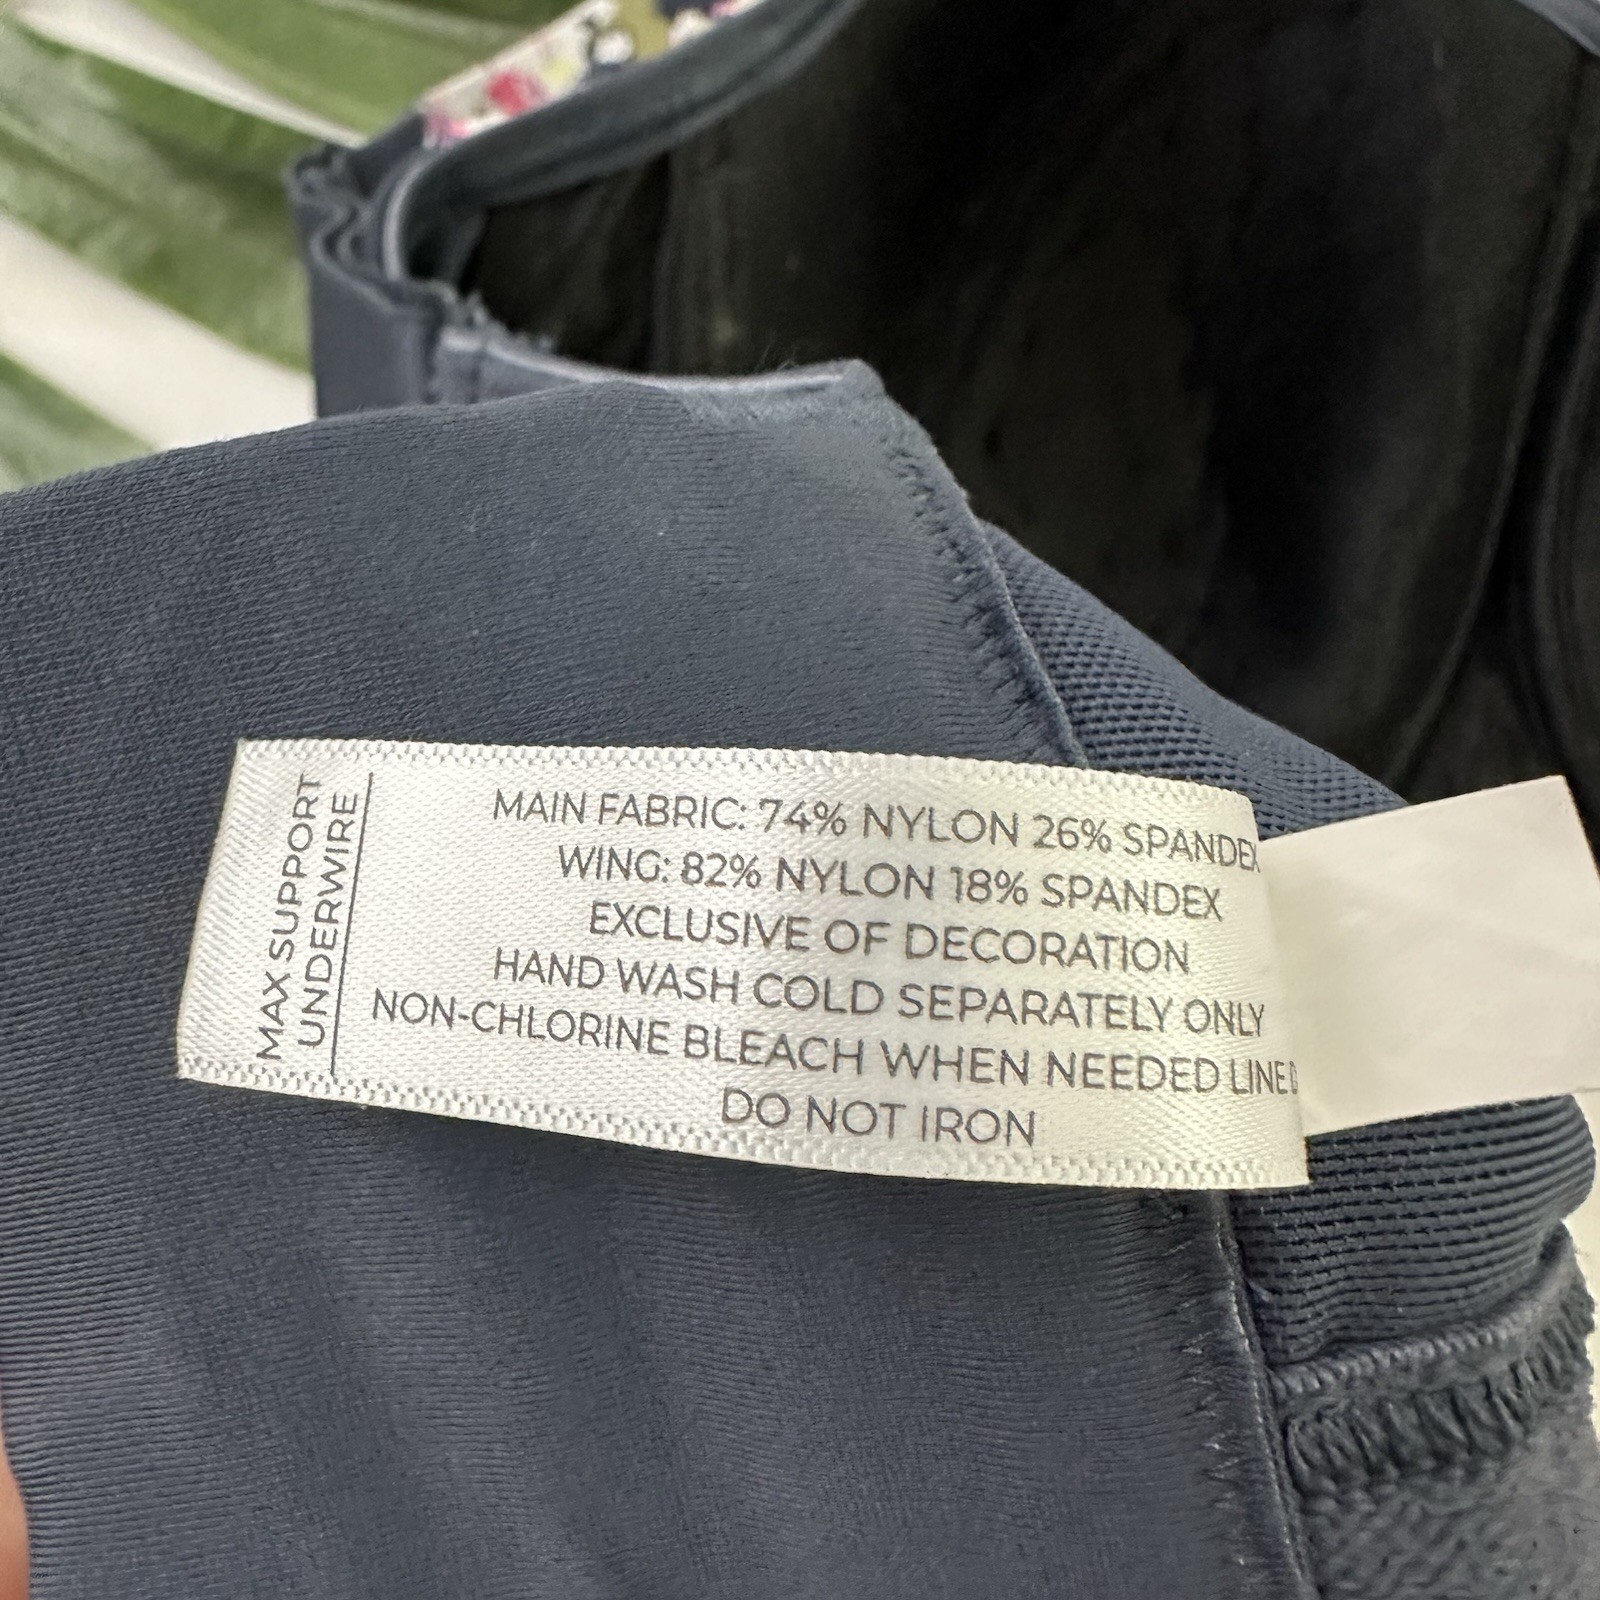 MAX SUPPORT
UNDERWIRE
MAIN FABRIC: 74% NYLON 26% SPANDEX
WING: 82% NYLON 18% SPANDEX
EXCLUSIVE OF DECORATION
HAND WASH COLD SEPARATELY ONLY
NON-CHLORINE BLEACH WHEN NEEDED LINE
DO NOT IRON